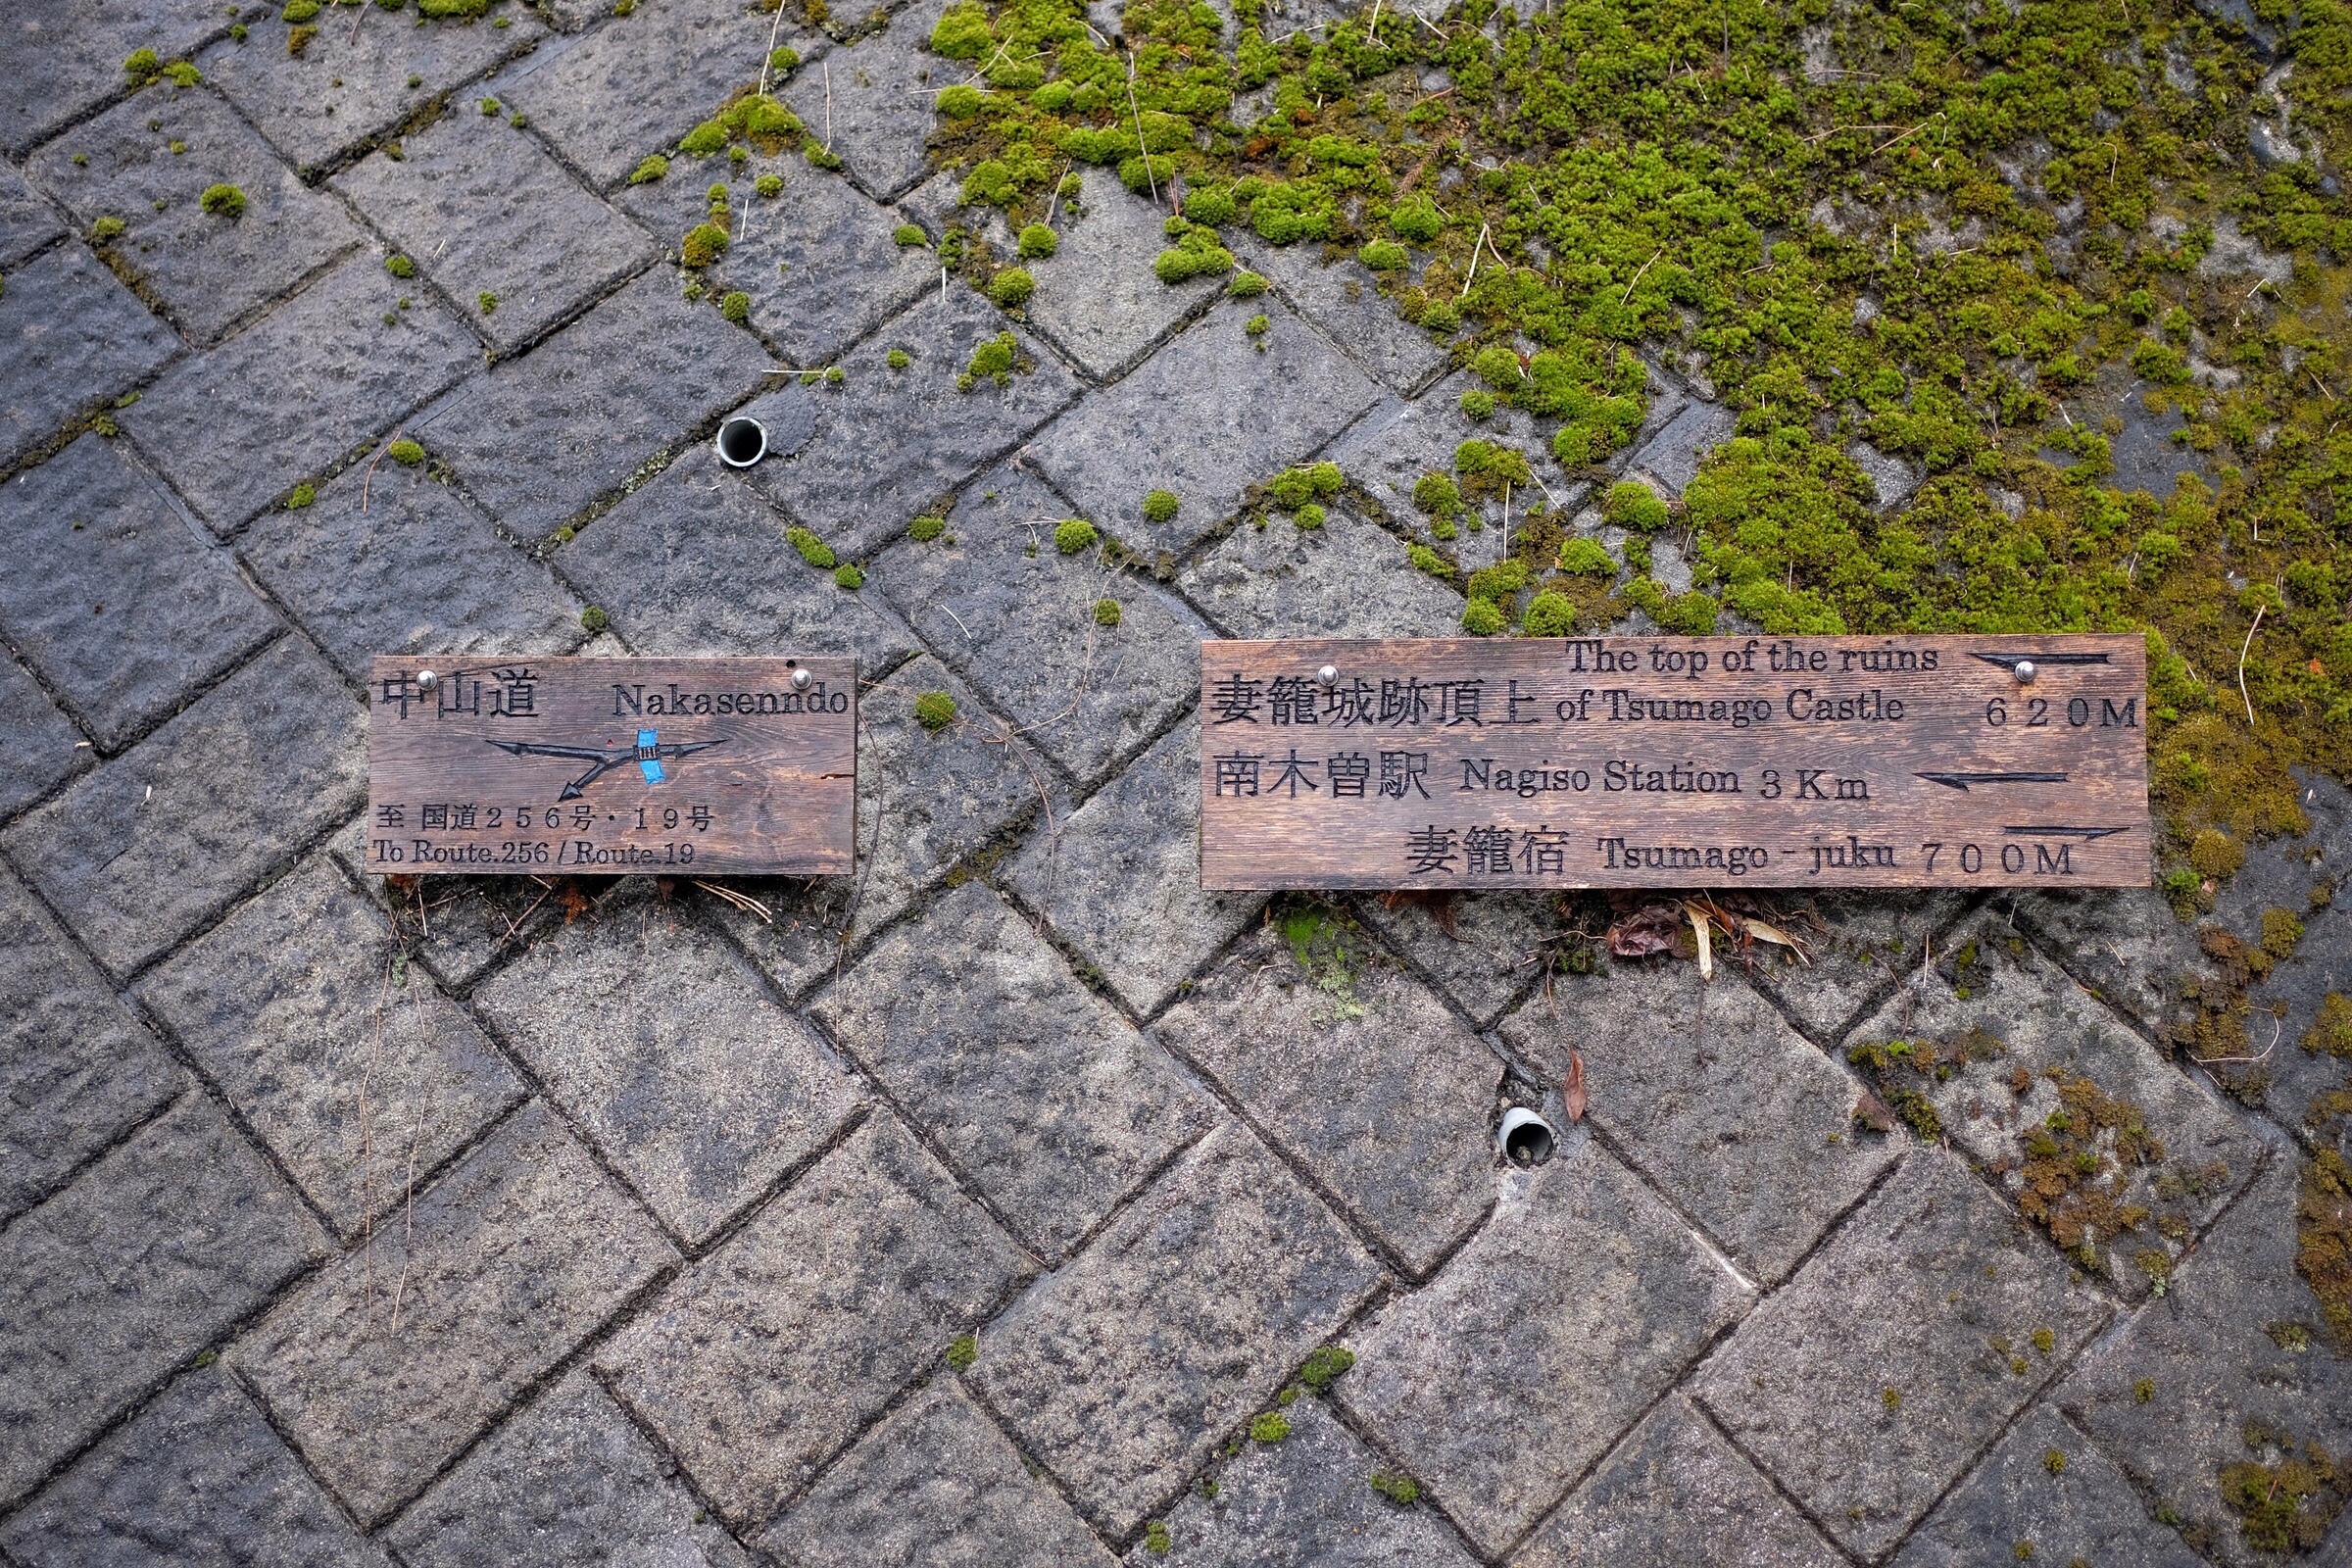 中山道 Nakasenndo
至 国道256号・19号
To Route.256 / Route.19
The top of the ruins
妻籠城跡頂上 of Tsumago Castle 620M
南木曽駅 Nagiso Station 3Km
妻籠宿 Tsumago-juku 700M